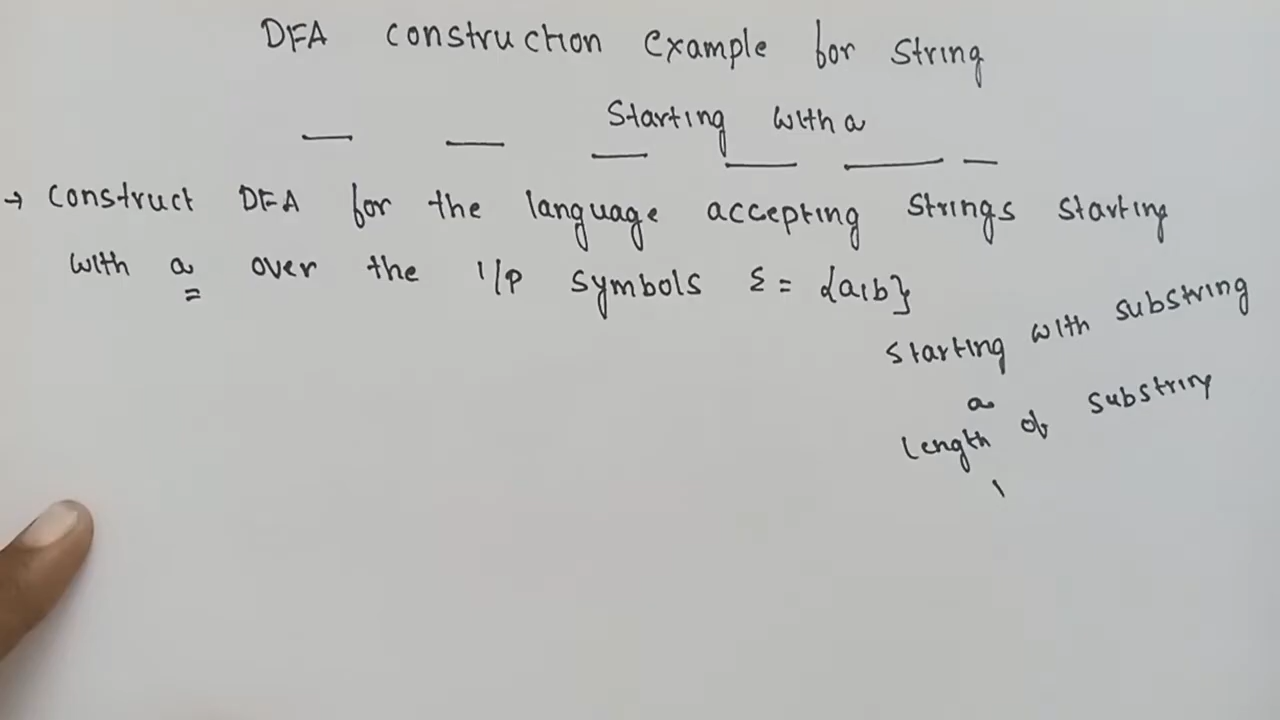 DFA construction Example for String
Starting with a
→ Construct DFA for the language accepting strings starting
with a over the I/P symbols Σ = {a,b}
starting with substring
a
length of substring
1